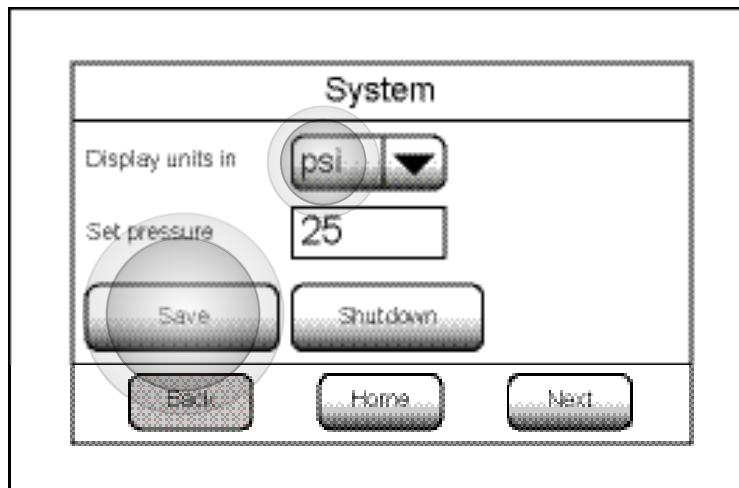 System
Display units in psi
Set pressure 25
Save Shutdown
Back Home Next